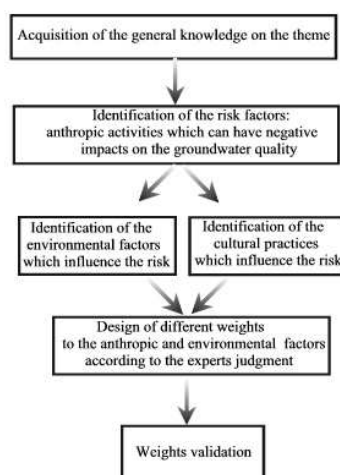 Acquisition of the general knowledge on the theme
Identification of the risk factors:
anthropic activities which can have negative
impacts on the groundwater quality
Identification of the
environmental factors
which influence the risk
Identification of the
cultural practices
which influence the risk
Design of different weights
to the anthropic and environmental factors
according to the experts judgment
Weights validation